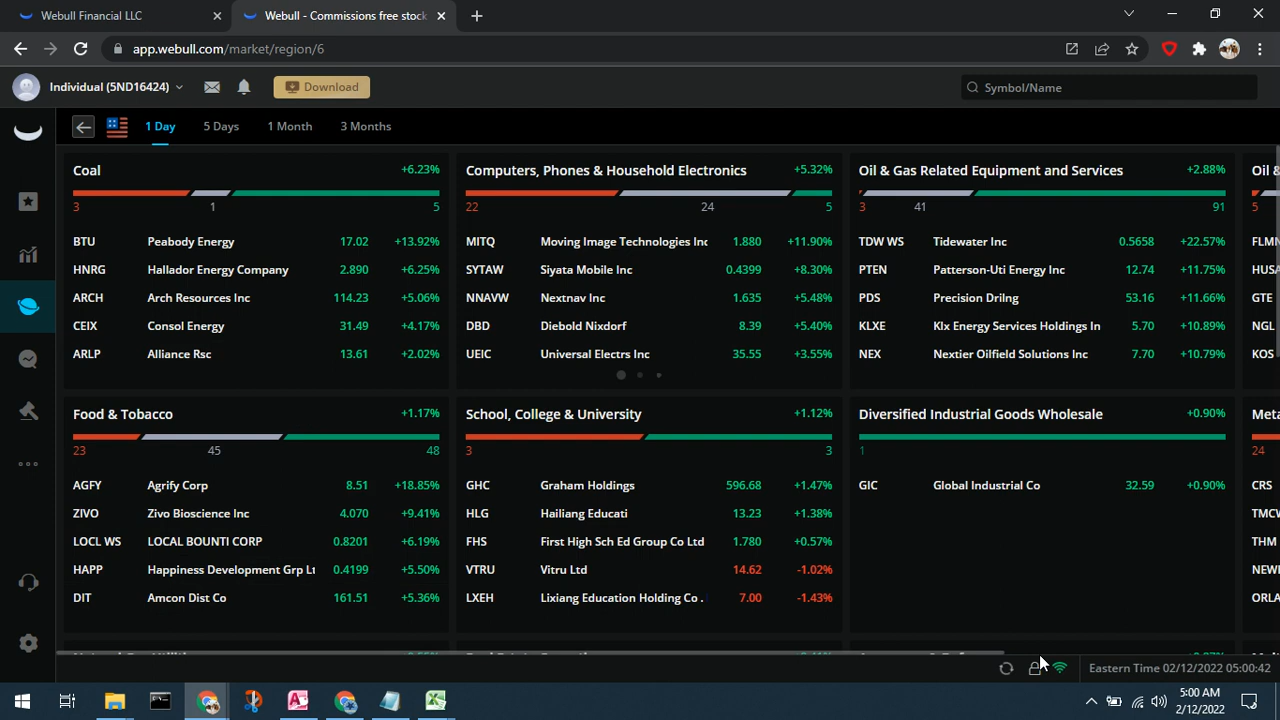 Webull Financial LLC
Webull - Commissions free stock
app.webull.com/market/region/6
Individual (5ND16424)
Download
Symbol/Name
1 Day 5 Days 1 Month 3 Months
Coal +6.23%
3 1 5
BTU Peabody Energy 17.02 +13.92%
HNRG Hallador Energy Company 2.890 +6.25%
ARCH Arch Resources Inc 114.23 +5.06%
CEIX Consol Energy 31.49 +4.17%
ARLP Alliance Rsc 13.61 +2.02%
Computers, Phones & Household Electronics +5.32%
22 24 5
MITQ Moving Image Technologies Inc 1.880 +11.90%
SYTAW Siyata Mobile Inc 0.4399 +8.30%
NNAVW Nextnav Inc 1.635 +5.48%
DBD Diebold Nixdorf 8.39 +5.40%
UEIC Universal Electrs Inc 35.55 +3.55%
Oil & Gas Related Equipment and Services +2.88%
3 41 91
TDW WS Tidewater Inc 0.5658 +22.57%
PTEN Patterson-Uti Energy Inc 12.74 +11.75%
PDS Precision Drilng 53.16 +11.66%
KLXE Klx Energy Services Holdings In 5.70 +10.89%
NEX Nextier Oilfield Solutions Inc 7.70 +10.79%
Oil &
5
FLMN
HUSA
GTE
NGL
KOS
Food & Tobacco +1.17%
23 45 48
AGFY Agrify Corp 8.51 +18.85%
ZIVO Zivo Bioscience Inc 4.070 +9.41%
LOCL WS LOCAL BOUNTI CORP 0.8201 +6.19%
HAPP Happiness Development Grp Lt 0.4199 +5.50%
DIT Amcon Dist Co 161.51 +5.36%
School, College & University +1.12%
3 3
GHC Graham Holdings 596.68 +1.47%
HLG Hailiang Educati 13.23 +1.38%
FHS First High Sch Ed Group Co Ltd 1.780 +0.57%
VTRU Vitru Ltd 14.62 -1.02%
LXEH Lixiang Education Holding Co . 7.00 -1.43%
Diversified Industrial Goods Wholesale +0.90%
1
GIC Global Industrial Co 32.59 +0.90%
Meta
24
CRS
TMCW
THM
NEWP
ORLA
Eastern Time 02/12/2022 05:00:42
5:00 AM
2/12/2022